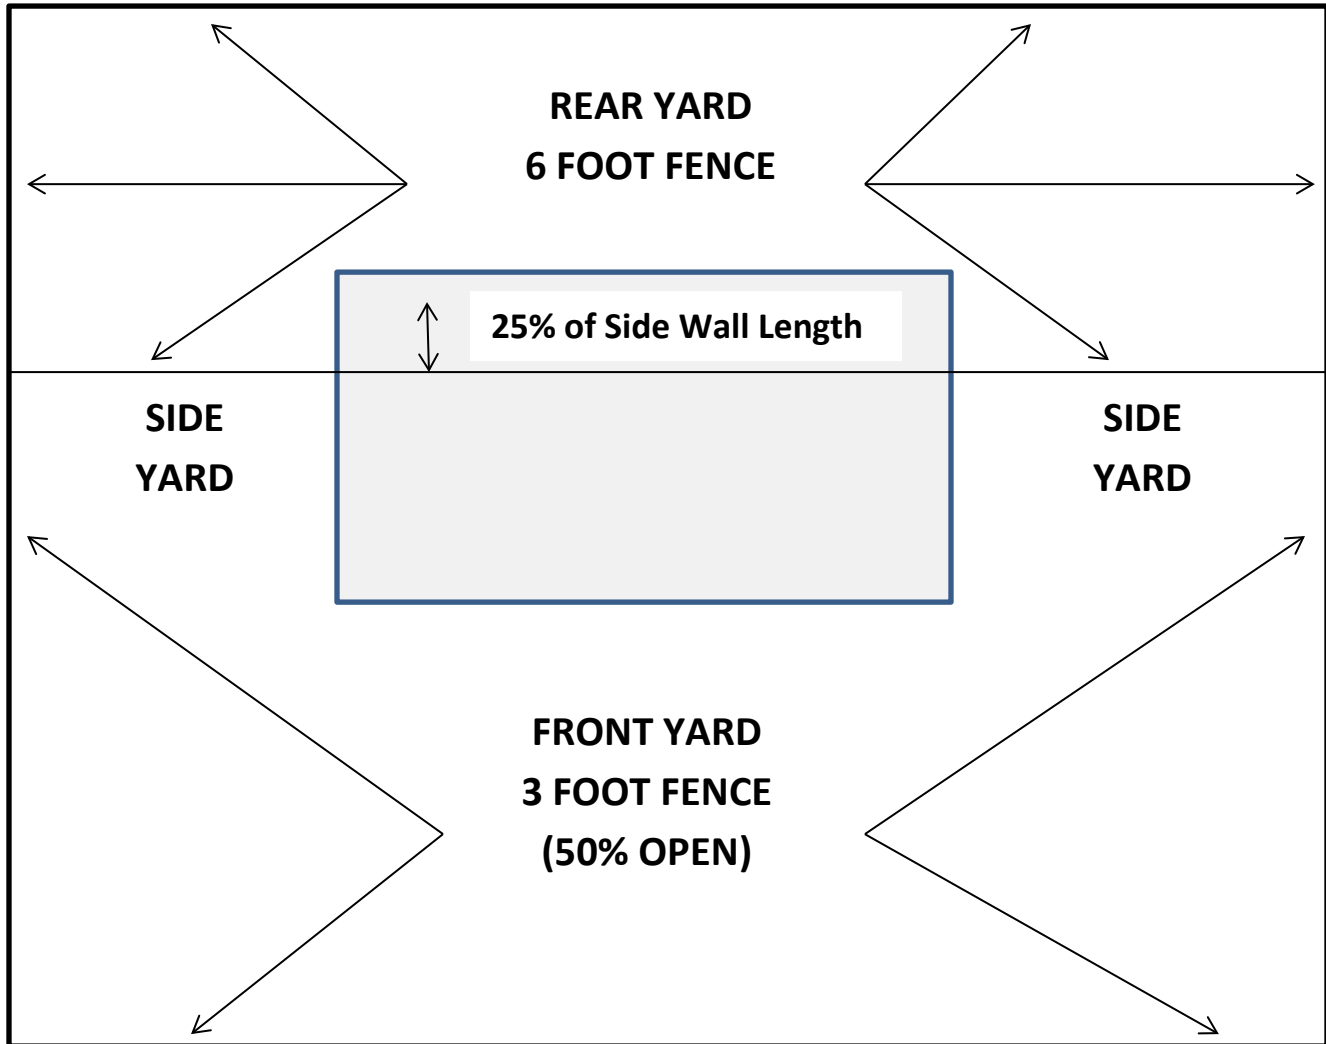 REAR YARD
6 FOOT FENCE
25% of Side Wall Length
SIDE
YARD
SIDE
YARD
FRONT YARD
3 FOOT FENCE
(50% OPEN)